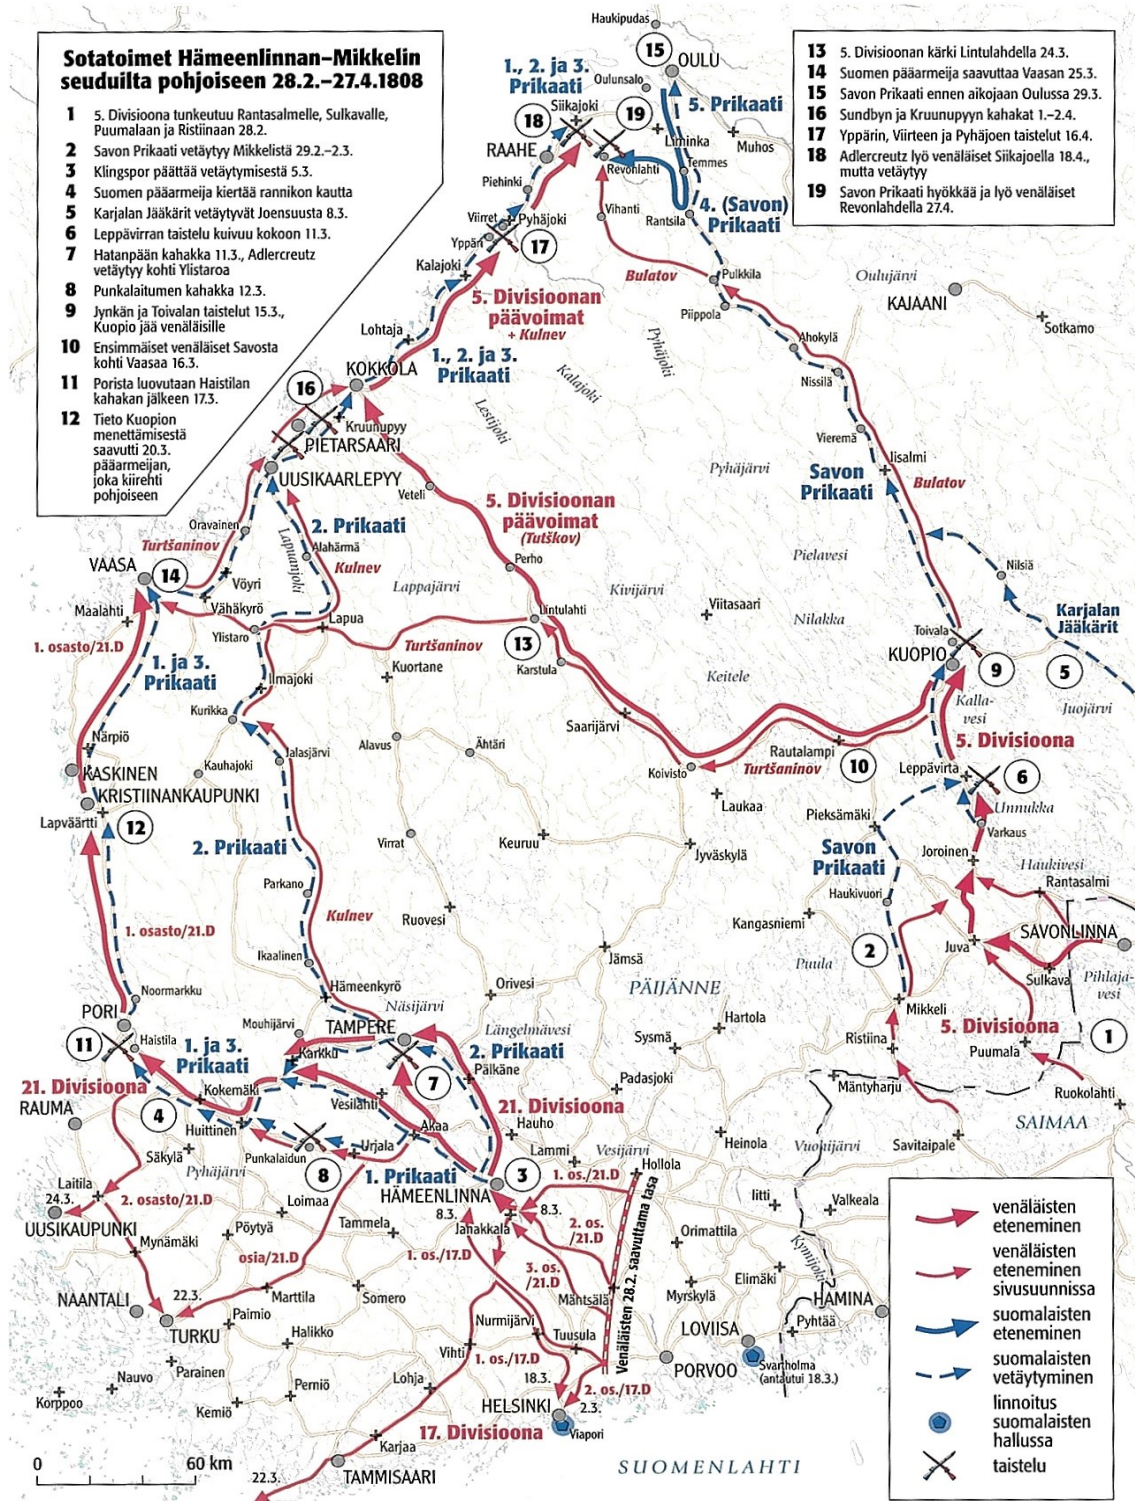 Sotatoimet Hämeenlinnan–Mikkelin
seuduilta pohjoiseen 28.2.–27.4.1808
1 5. Divisioona tunkeutuu Rantasalmelle, Sulkavalle,
Puumalaan ja Ristiinaan 28.2.
2 Savon Prikaati vetäytyy Mikkelistä 29.2.–2.3.
3 Klingspor päättää vetäytymisestä 5.3.
4 Suomen pääarmeija kiertää rannikon kautta
5 Karjalan Jääkärit vetäytyvät Joensuusta 8.3.
6 Leppävirran taistelu kuivuu kokoon 11.3.
7 Hatanpään kahakka 11.3., Adlercreutz
vetäytyy kohti Ylistaroa
8 Punkalaitumen kahakka 12.3.
9 Jynkän ja Toivalan taistelut 15.3.,
Kuopio jää venäläisille
10 Ensimmäiset venäläiset Savosta
kohti Vaasaa 16.3.
11 Porista luovutaan Haistilan
kahakan jälkeen 17.3.
12 Tieto Kuopion
menettämisestä
saavutti 20.3.
pääarmeijan,
joka kiirehti
pohjoiseen
13 5. Divisioonan kärki Lintulahdella 24.3.
14 Suomen pääarmeija saavuttaa Vaasan 25.3.
15 Savon Prikaati ennen aikojaan Oulussa 29.3.
16 Sundbyn ja Kruunupyyn kahakat 1.–2.4.
17 Yppärin, Viirteen ja Pyhäjoen taistelut 16.4.
18 Adlercreutz lyö venäläiset Siikajoella 18.4.,
mutta vetäytyy
19 Savon Prikaati hyökkää ja lyö venäläiset
Revonlahdella 27.4.
Haukipudas
15
OULU
Oulunsalo
1., 2. ja 3.
Prikaati
5. Prikaati
Siikajoki
18
19
Liminka
Muhos
RAAHE
Revonlahti
Temmes
Piehinki
Vihanti
Rantsila
4. (Savon)
Prikaati
Viirret
Pyhäjoki
Yppäri
17
Kalajoki
Bulatov
Pulkkila
Oulujärvi
KAJAANI
5. Divisioonan
päävoimat
+ Kulnev
Piippola
Sotkamo
Lohtaja
Pyhäjoki
Ahokylä
1., 2. ja 3.
Prikaati
Kalajoki
Nissilä
KOKKOLA
16
Lestijoki
Kruunupyy
PIETARSAARI
Vieremä
UUSIKAARLEPYY
Pyhäjärvi
Iisalmi
Savon
Prikaati
Bulatov
Veteli
5. Divisioonan
päävoimat
(Tutškov)
Oravainen
2. Prikaati
Lapuanjoki
Turtšaninov
Alahärmä
Kulnev
Pielavesi
VAASA
14
Perho
Nilsiä
Vöyri
Lappajärvi
Kivijärvi
Vähäkyrö
Maalahti
Lintulahti
Viitasaari
Nilakka
Karjalan
Jääkärit
Ylistaro
Lapua
Toivala
1. osasto/21.D
Turtšaninov
13
KUOPIO
9
5
1. ja 3.
Prikaati
Kuortane
Karstula
Keitele
Ilmajoki
Kalla-
vesi
Juojärvi
Kurikka
Saarijärvi
Närpiö
Jalasjärvi
Alavus
Ähtäri
Rautalampi
5. Divisioona
KASKINEN
Kauhajoki
Koivisto
Turtšaninov
10
Leppävirta
6
KRISTIINANKAUPUNKI
Laukaa
Unnukka
Lapväärtti
12
Pieksämäki
Varkaus
Virrat
Keuruu
Jyväskylä
2. Prikaati
Savon
Prikaati
Joroinen
Haukivesi
Parkano
Rantasalmi
Haukivuori
Kulnev
Ruovesi
Kangasniemi
1. osasto/21.D
SAVONLINNA
Juva
2
Ikaalinen
Jämsä
Puula
Sulkava
Pihlaja-
vesi
Noormarkku
Hämeenkyrö
Orivesi
PÄIJÄNNE
Mikkeli
PORI
Näsijärvi
Hartola
5. Divisioona
1
Mouhijärvi
TAMPERE
Längelmävesi
Sysmä
Ristiina
Puumala
11
Haistila
1. ja 3.
Prikaati
Karkku
2. Prikaati
Pälkäne
7
Padasjoki
Mäntyharju
Ruokolahti
21. Divisioona
Kokemäki
Vesilahti
21. Divisioona
RAUMA
4
Huittinen
Akaa
Hauho
SAIMAA
Heinola
Vuohijärvi
Savitaipale
Säkylä
Punkalaidun
Urjala
Lammi
Vesijärvi
Pyhäjärvi
8
1. Prikaati
3
Hollola
Laitila
24.3.
2. osasto/21.D
HÄMEENLINNA
1. os./21.D
UUSIKAUPUNKI
Loimaa
8.3.
8.3.
Iitti
Valkeala
Pöytyä
Tammela
Janakkala
2. os.
/21.D
Orimattila
Mynämäki
osia/21.D
1. os./17.D
3. os.
/21.D
Venäläisten 28.2. saavuttama tasa
Kymijoki
Elimäki
NAANTALI
22.3.
Marttila
Somero
Mäntsälä
Myrskylä
HAMINA
TURKU
Paimio
Nurmijärvi
LOVIISA
Pyhtää
Halikko
Tuusula
Parainen
Vihti
1. os./17.D
PORVOO
Svartholma
(antautui 18.3.)
Nauvo
Perniö
Lohja
18.3.
2. os./17.D
Korppoo
Kemiö
HELSINKI
2.3.
17. Divisioona
Viapori
Karjaa
0
60 km
TAMMISAARI
22.3.
SUOMENLAHTI
venäläisten
eteneminen
venäläisten
eteneminen
sivusuunnissa
suomalaisten
eteneminen
suomalaisten
vetäytyminen
linnoitus
suomalaisten
hallussa
taistelu